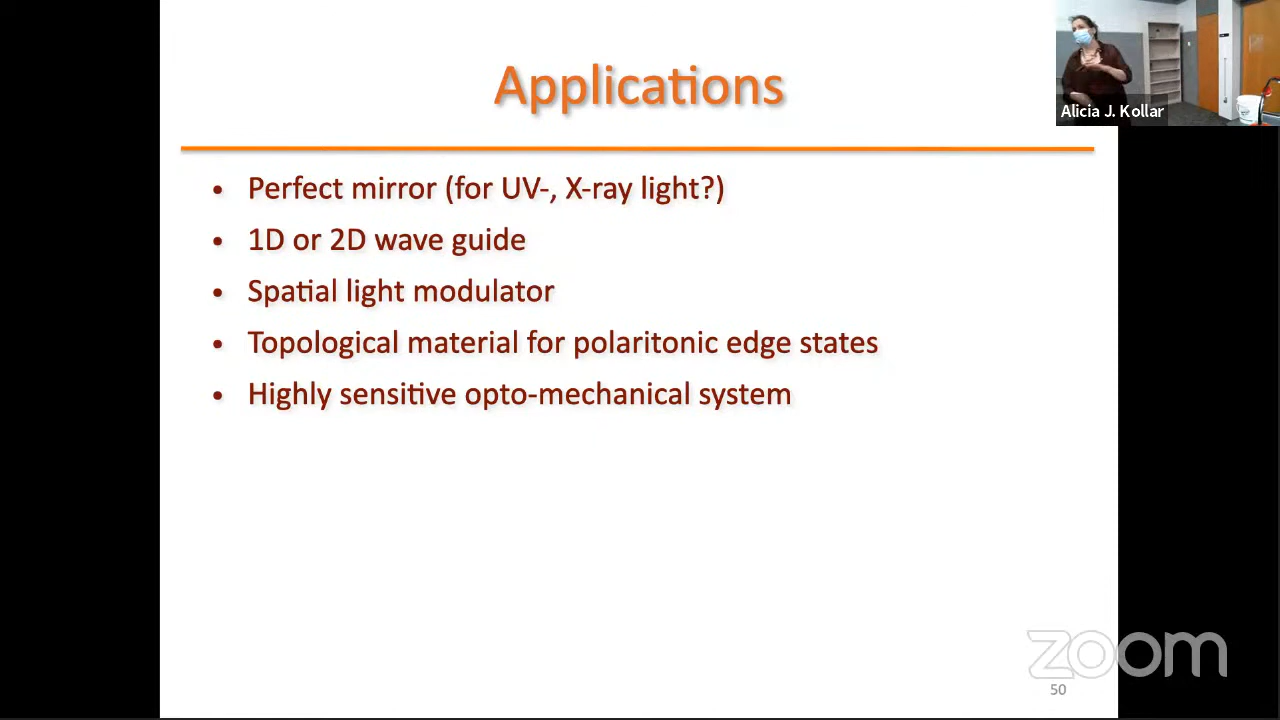 Applications
Alicia J. Kollar
• Perfect mirror (for UV-, X-ray light?)
• 1D or 2D wave guide
• Spatial light modulator
• Topological material for polaritonic edge states
• Highly sensitive opto-mechanical system
zoom
50